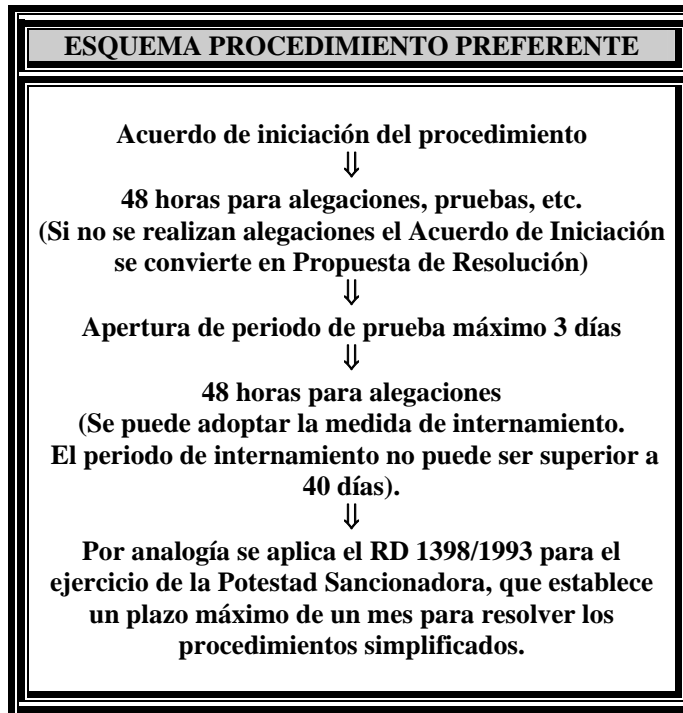 ESQUEMA PROCEDIMIENTO PREFERENTE
Acuerdo de iniciación del procedimiento
⇓
48 horas para alegaciones, pruebas, etc.
(Si no se realizan alegaciones el Acuerdo de Iniciación
se convierte en Propuesta de Resolución)
⇓
Apertura de periodo de prueba máximo 3 días
⇓
48 horas para alegaciones
(Se puede adoptar la medida de internamiento.
El periodo de internamiento no puede ser superior a
40 días).
⇓
Por analogía se aplica el RD 1398/1993 para el
ejercicio de la Potestad Sancionadora, que establece
un plazo máximo de un mes para resolver los
procedimientos simplificados.